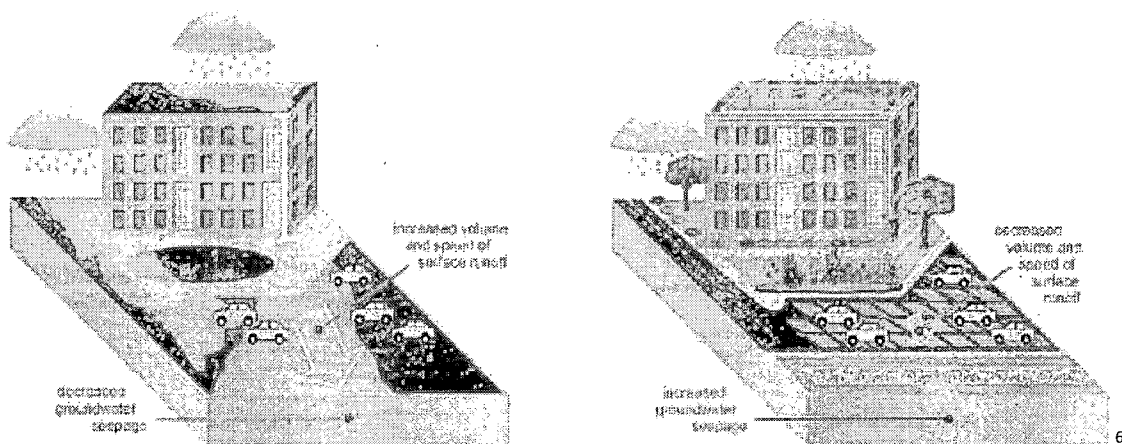 increased volume
and speed of
surface runoff
decreased
groundwater
seepage
decreased
volume and
speed of
surface
runoff
increased
groundwater
seepage
6